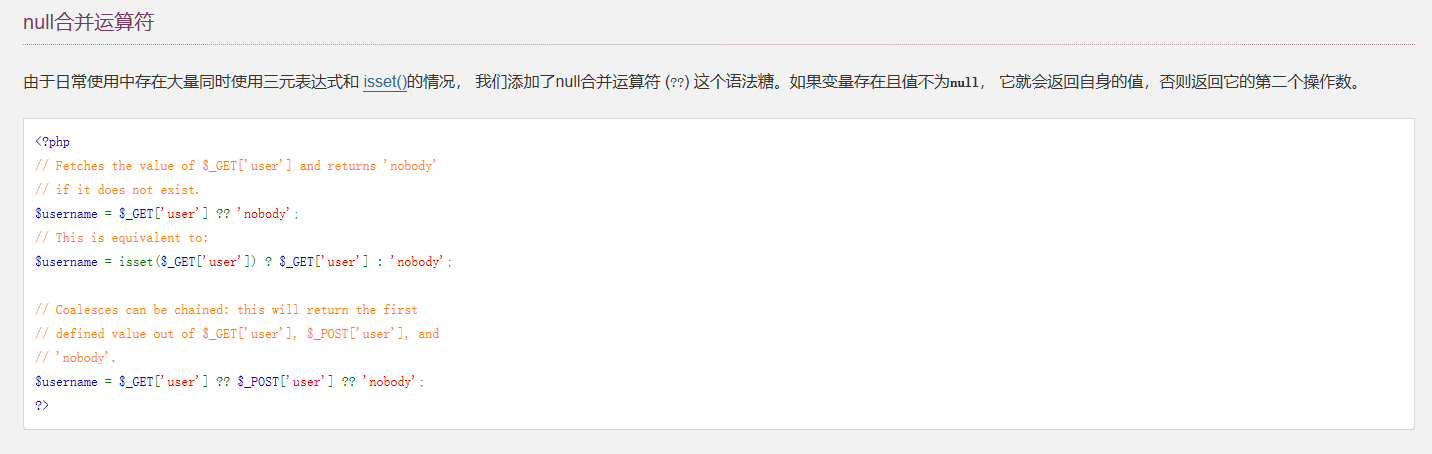 null合并运算符
由于日常使用中存在大量同时使用三元表达式和 isset()的情况， 我们添加了null合并运算符 (??) 这个语法糖。如果变量存在且值不为null， 它就会返回自身的值，否则返回它的第二个操作数。
<?php
// Fetches the value of $_GET['user'] and returns 'nobody'
// if it does not exist.
$username = $_GET['user'] ?? 'nobody';
// This is equivalent to:
$username = isset($_GET['user']) ? $_GET['user'] : 'nobody';
// Coalesces can be chained: this will return the first
// defined value out of $_GET['user'], $_POST['user'], and
// 'nobody'.
$username = $_GET['user'] ?? $_POST['user'] ?? 'nobody';
?>